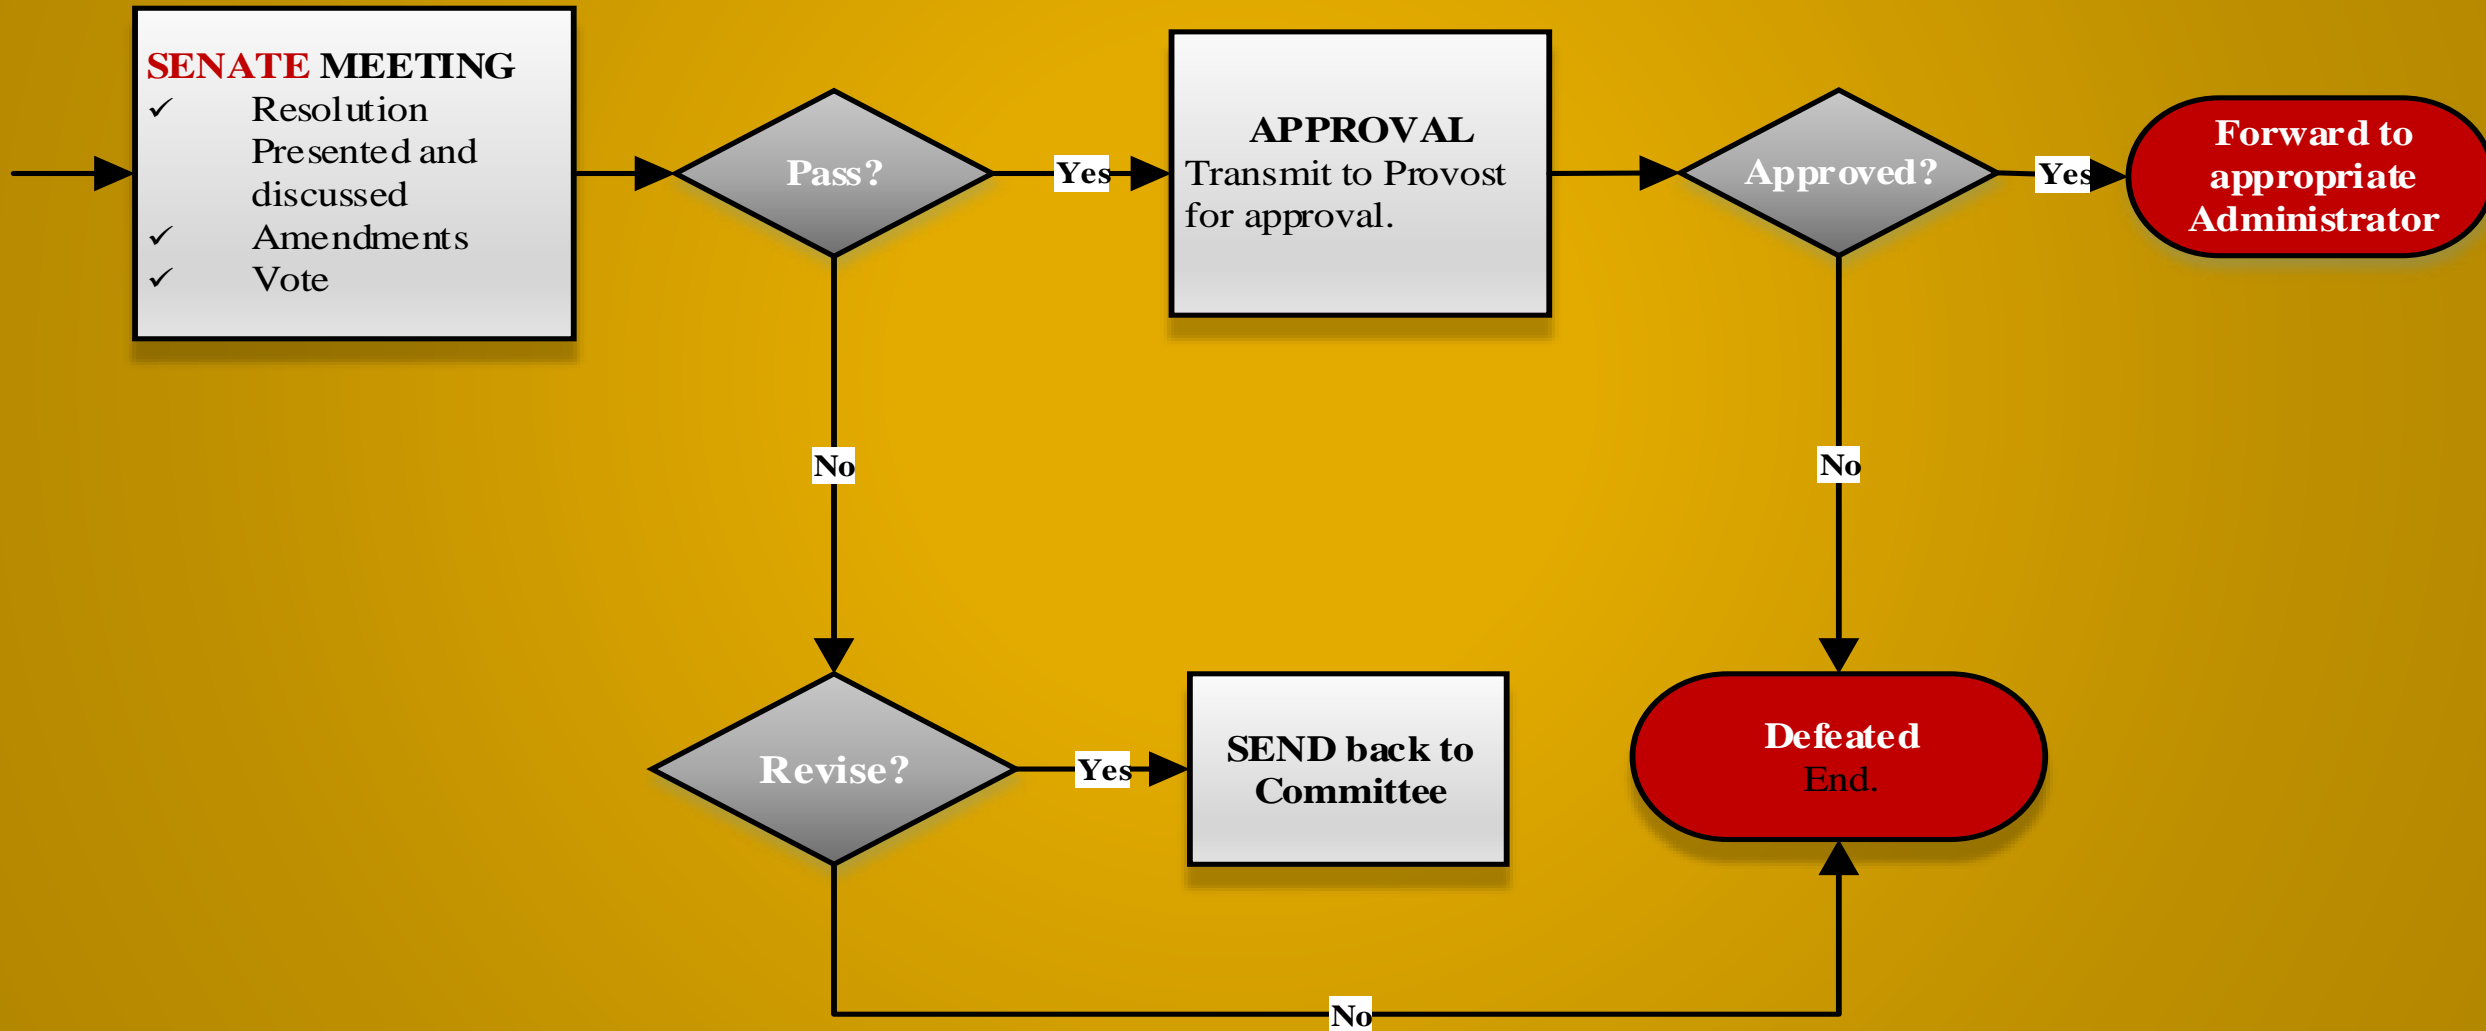 SENATE MEETING
✓ Resolution
Presented and
discussed
✓ Amendments
✓ Vote
Pass?
Yes
APPROVAL
Transmit to Provost
for approval.
Approved?
Yes
Forward to
appropriate
Administrator
No
No
Revise?
Yes
SEND back to
Committee
Defeated
End.
No